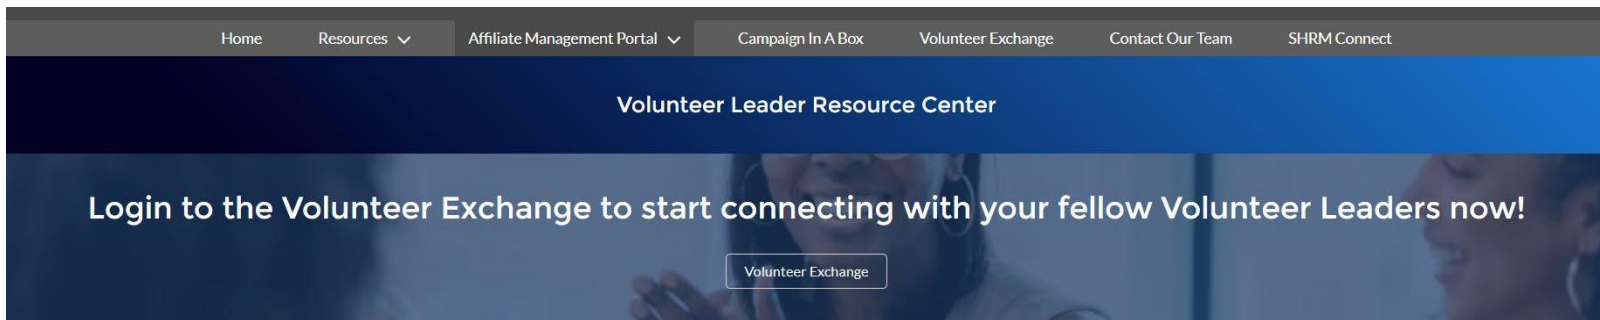 Home Resources Affiliate Management Portal Campaign In A Box Volunteer Exchange Contact Our Team SHRM Connect
Volunteer Leader Resource Center
Login to the Volunteer Exchange to start connecting with your fellow Volunteer Leaders now!
Volunteer Exchange